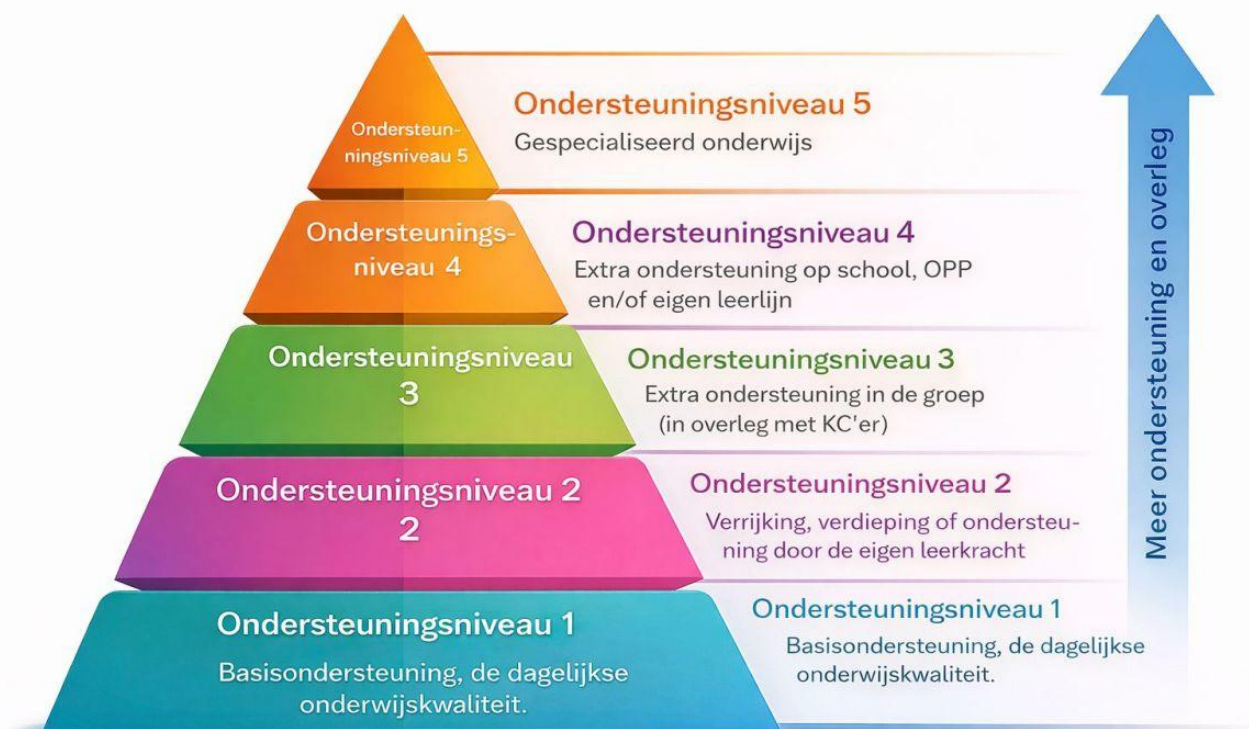 Ondersteun-
ningsniveau 5
Ondersteuningsniveau 5
Gespecialiseerd onderwijs
Ondersteunings-
niveau 4
Ondersteuningsniveau 4
Extra ondersteuning op school, OPP
en/of eigen leerlijn
Ondersteuningsniveau
3
Ondersteuningsniveau 3
Extra ondersteuning in de groep
(in overleg met KC'er)
Ondersteuningsniveau 2
2
Ondersteuningsniveau 2
Verrijking, verdieping of ondersteu-
ning door de eigen leerkracht
Ondersteuningsniveau 1
Basisondersteuning, de dagelijkse
onderwijskwaliteit.
Ondersteuningsniveau 1
Basisondersteuning, de dagelijkse
onderwijskwaliteit.
Meer ondersteuning en overleg